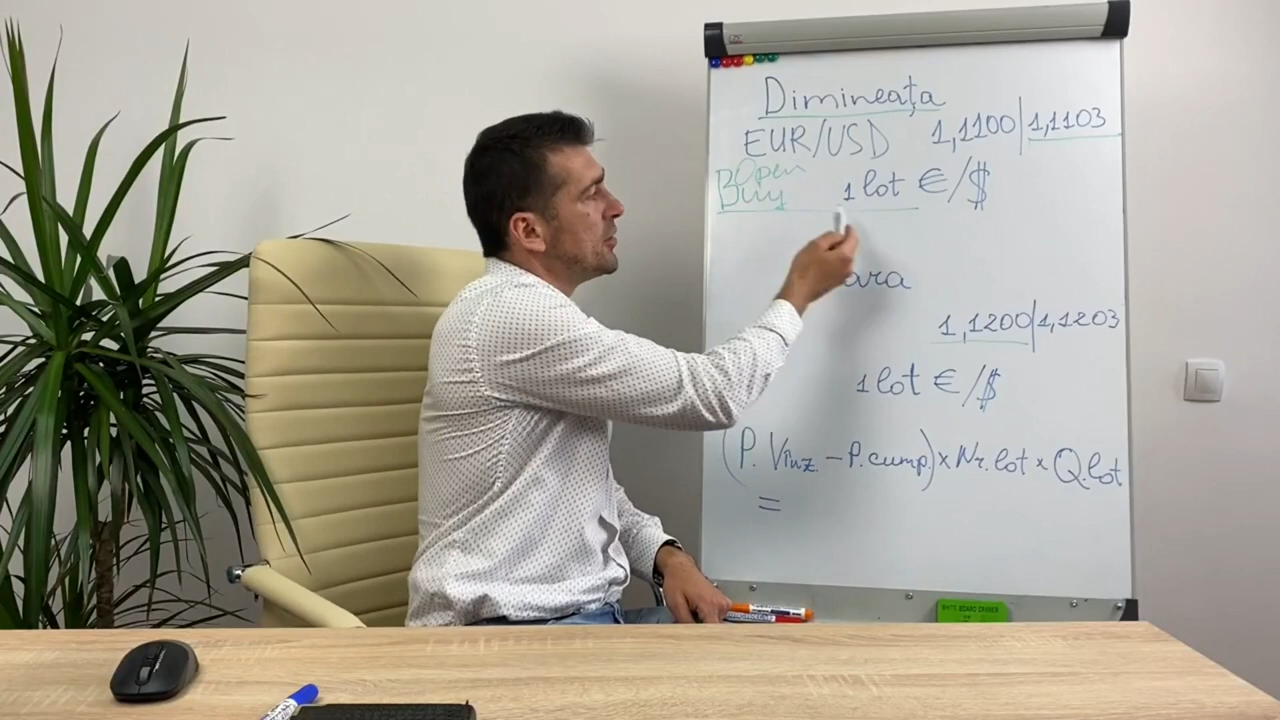 Dimineața
EUR/USD 1,1100|1,1103
Open
Buy 1 lot €/$
ara
1,1200|1,1203
1 lot €/$
(P. Vînz. - P.cump.) × Nr.lot × Q.lot
=